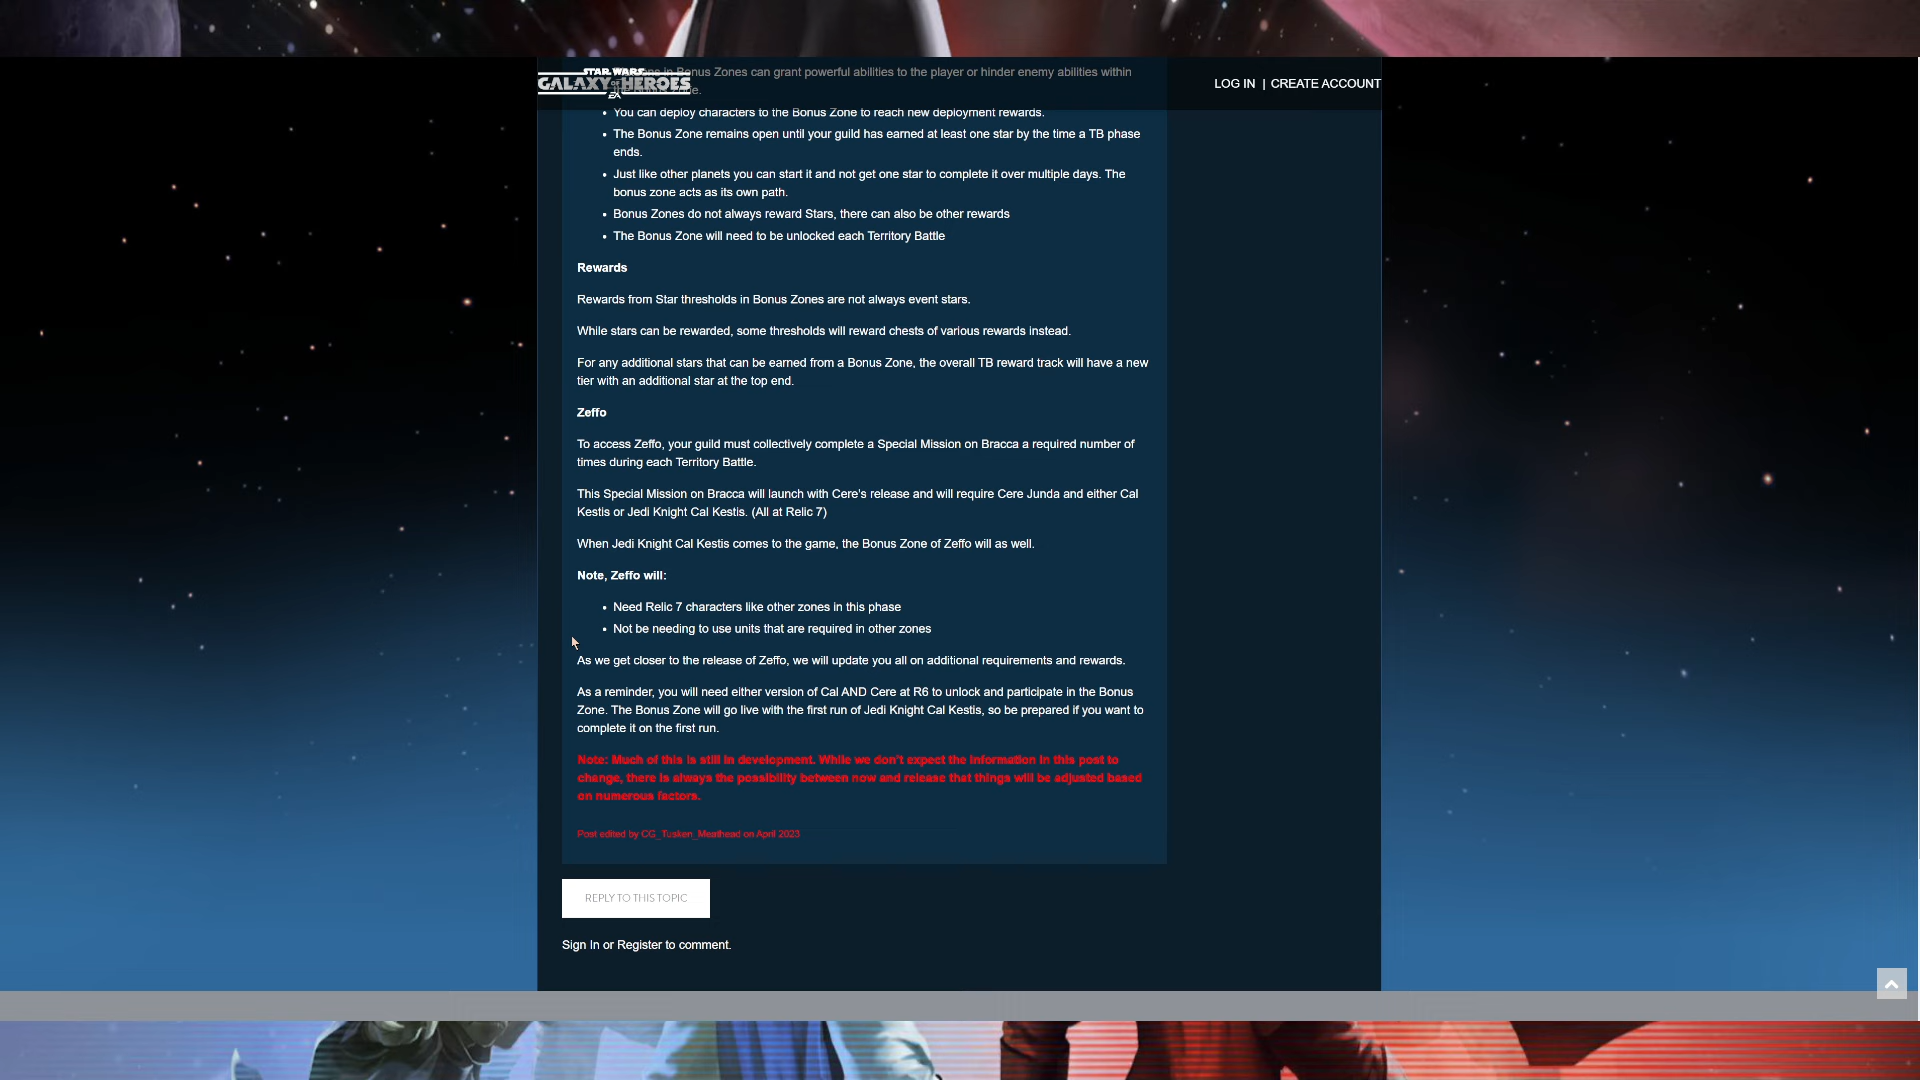 STAR WARS
GALAXY OF HEROES
EA
LOG IN | CREATE ACCOUNT
in Bonus Zones can grant powerful abilities to the player or hinder enemy abilities within
• You can deploy characters to the Bonus Zone to reach new deployment rewards.
• The Bonus Zone remains open until your guild has earned at least one star by the time a TB phase
ends.
• Just like other planets you can start it and not get one star to complete it over multiple days. The
bonus zone acts as its own path.
• Bonus Zones do not always reward Stars, there can also be other rewards
• The Bonus Zone will need to be unlocked each Territory Battle
Rewards
Rewards from Star thresholds in Bonus Zones are not always event stars.
While stars can be rewarded, some thresholds will reward chests of various rewards instead.
For any additional stars that can be earned from a Bonus Zone, the overall TB reward track will have a new
tier with an additional star at the top end.
Zeffo
To access Zeffo, your guild must collectively complete a Special Mission on Bracca a required number of
times during each Territory Battle.
This Special Mission on Bracca will launch with Cere's release and will require Cere Junda and either Cal
Kestis or Jedi Knight Cal Kestis. (All at Relic 7)
When Jedi Knight Cal Kestis comes to the game, the Bonus Zone of Zeffo will as well.
Note, Zeffo will:
• Need Relic 7 characters like other zones in this phase
• Not be needing to use units that are required in other zones
As we get closer to the release of Zeffo, we will update you all on additional requirements and rewards.
As a reminder, you will need either version of Cal AND Cere at R6 to unlock and participate in the Bonus
Zone. The Bonus Zone will go live with the first run of Jedi Knight Cal Kestis, so be prepared if you want to
complete it on the first run.
Note: Much of this is still in development. While we don't expect the information in this post to
change, there is always the possibility between now and release that things will be adjusted based
on numerous factors.
Post edited by CG_Tusken_Meathead on April 2023
REPLY TO THIS TOPIC
Sign In or Register to comment.